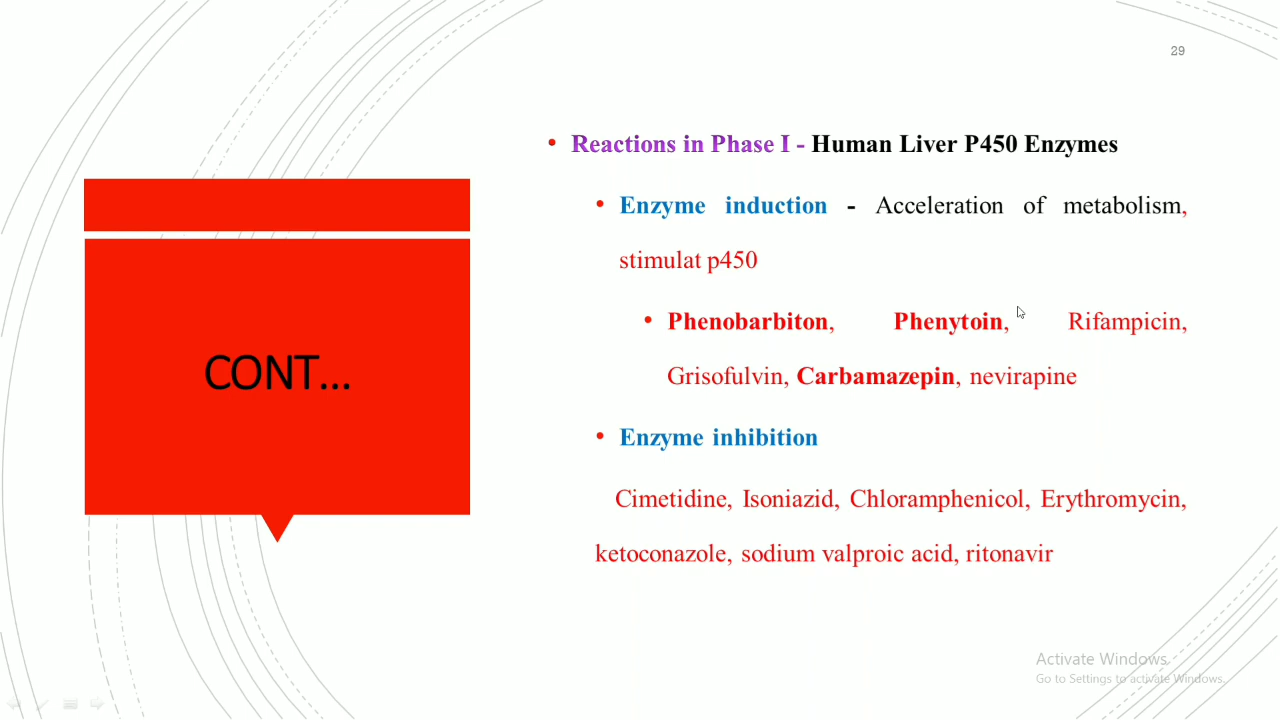 29
Reactions in Phase I - Human Liver P450 Enzymes
Enzyme induction - Acceleration of metabolism,
stimulat p450
Phenobarbiton, Phenytoin, Rifampicin,
Grisofulvin, Carbamazepin, nevirapine
Enzyme inhibition
Cimetidine, Isoniazid, Chloramphenicol, Erythromycin,
ketoconazole, sodium valproic acid, ritonavir
CONT...
Activate Windows
Go to Settings to activate Windows.